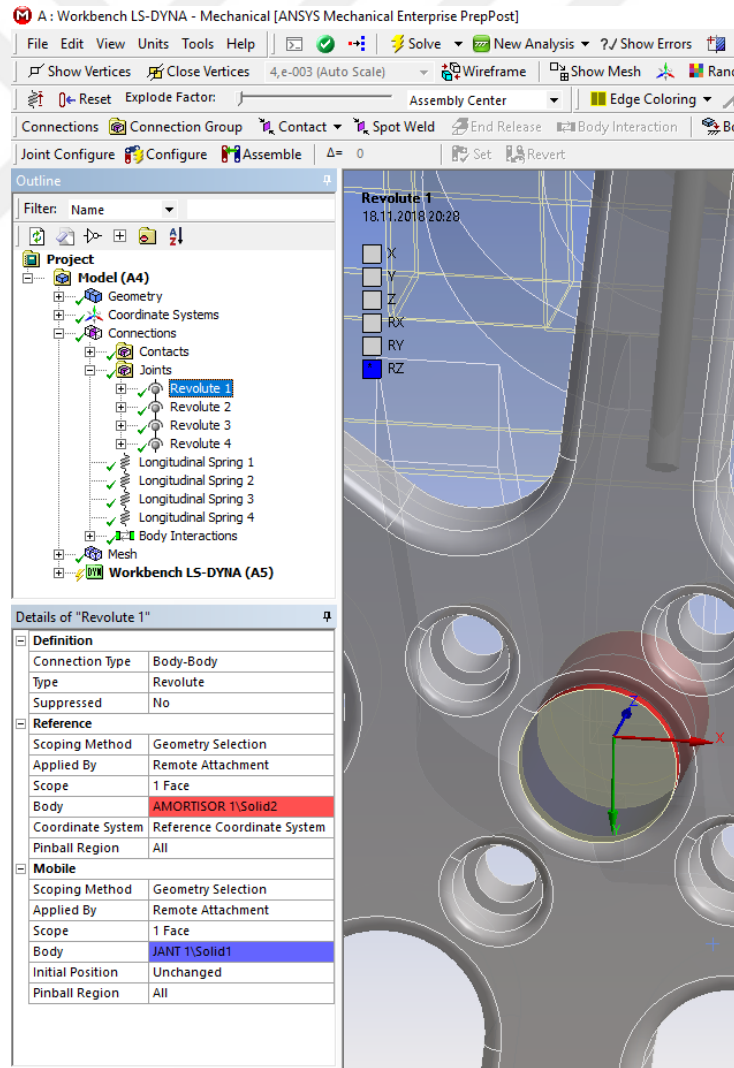 A : Workbench LS-DYNA - Mechanical [ANSYS Mechanical Enterprise PrepPost]
File Edit View Units Tools Help Solve New Analysis ?/ Show Errors
Show Vertices Close Vertices 4,e-003 (Auto Scale) Wireframe Show Mesh
Reset Explode Factor: Assembly Center Edge Coloring
Connections Connection Group Contact Spot Weld End Release Body Interaction
Joint Configure Configure Assemble Δ= 0 Set Revert
Outline
Filter: Name
Project
Model (A4)
Geometry
Coordinate Systems
Connections
Contacts
Joints
Revolute 1
Revolute 2
Revolute 3
Revolute 4
Longitudinal Spring 1
Longitudinal Spring 2
Longitudinal Spring 3
Longitudinal Spring 4
Body Interactions
Mesh
Workbench LS-DYNA (A5)
Revolute 1
18.11.2018 20:28
X
Y
Z
RX
RY
RZ
Z
X
Y
Details of "Revolute 1"
Definition
Connection Type Body-Body
Type Revolute
Suppressed No
Reference
Scoping Method Geometry Selection
Applied By Remote Attachment
Scope 1 Face
Body AMORTISOR 1\Solid2
Coordinate System Reference Coordinate System
Pinball Region All
Mobile
Scoping Method Geometry Selection
Applied By Remote Attachment
Scope 1 Face
Body JANT 1\Solid1
Initial Position Unchanged
Pinball Region All